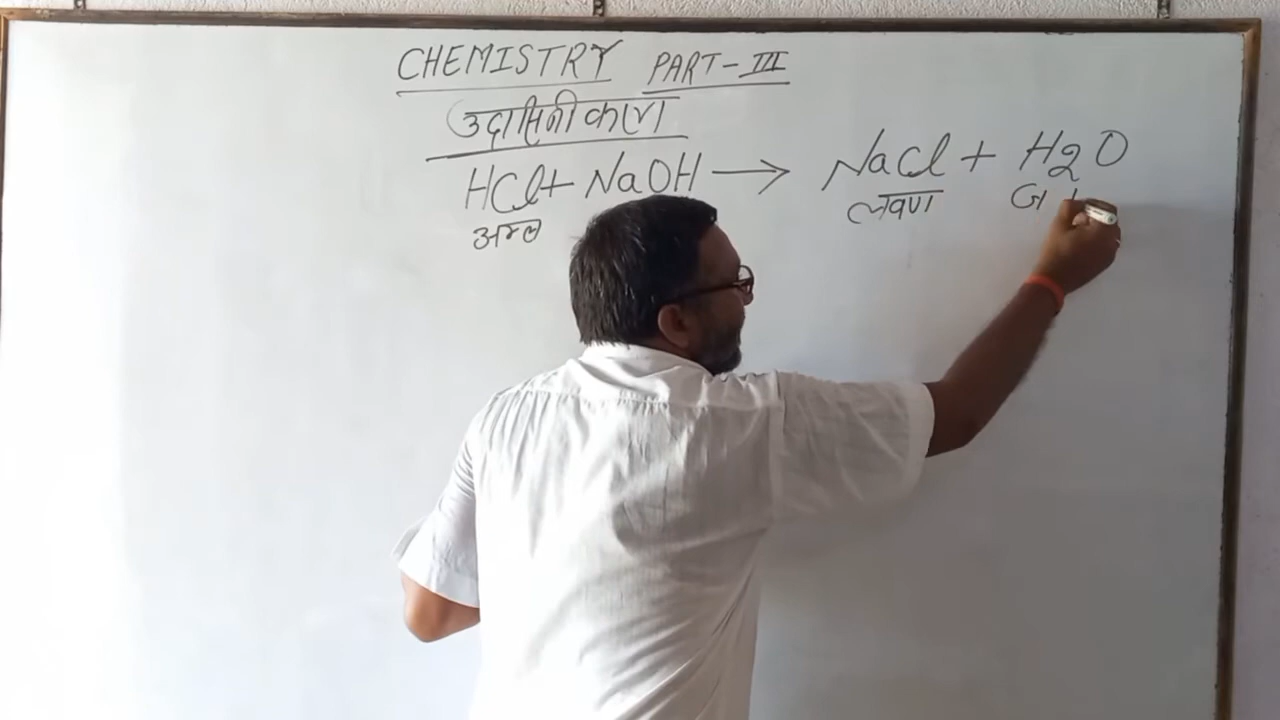 CHEMISTRY PART-III
उदासिनीकरण
HCl + NaOH → NaCl + H2O
अम्ल लवण